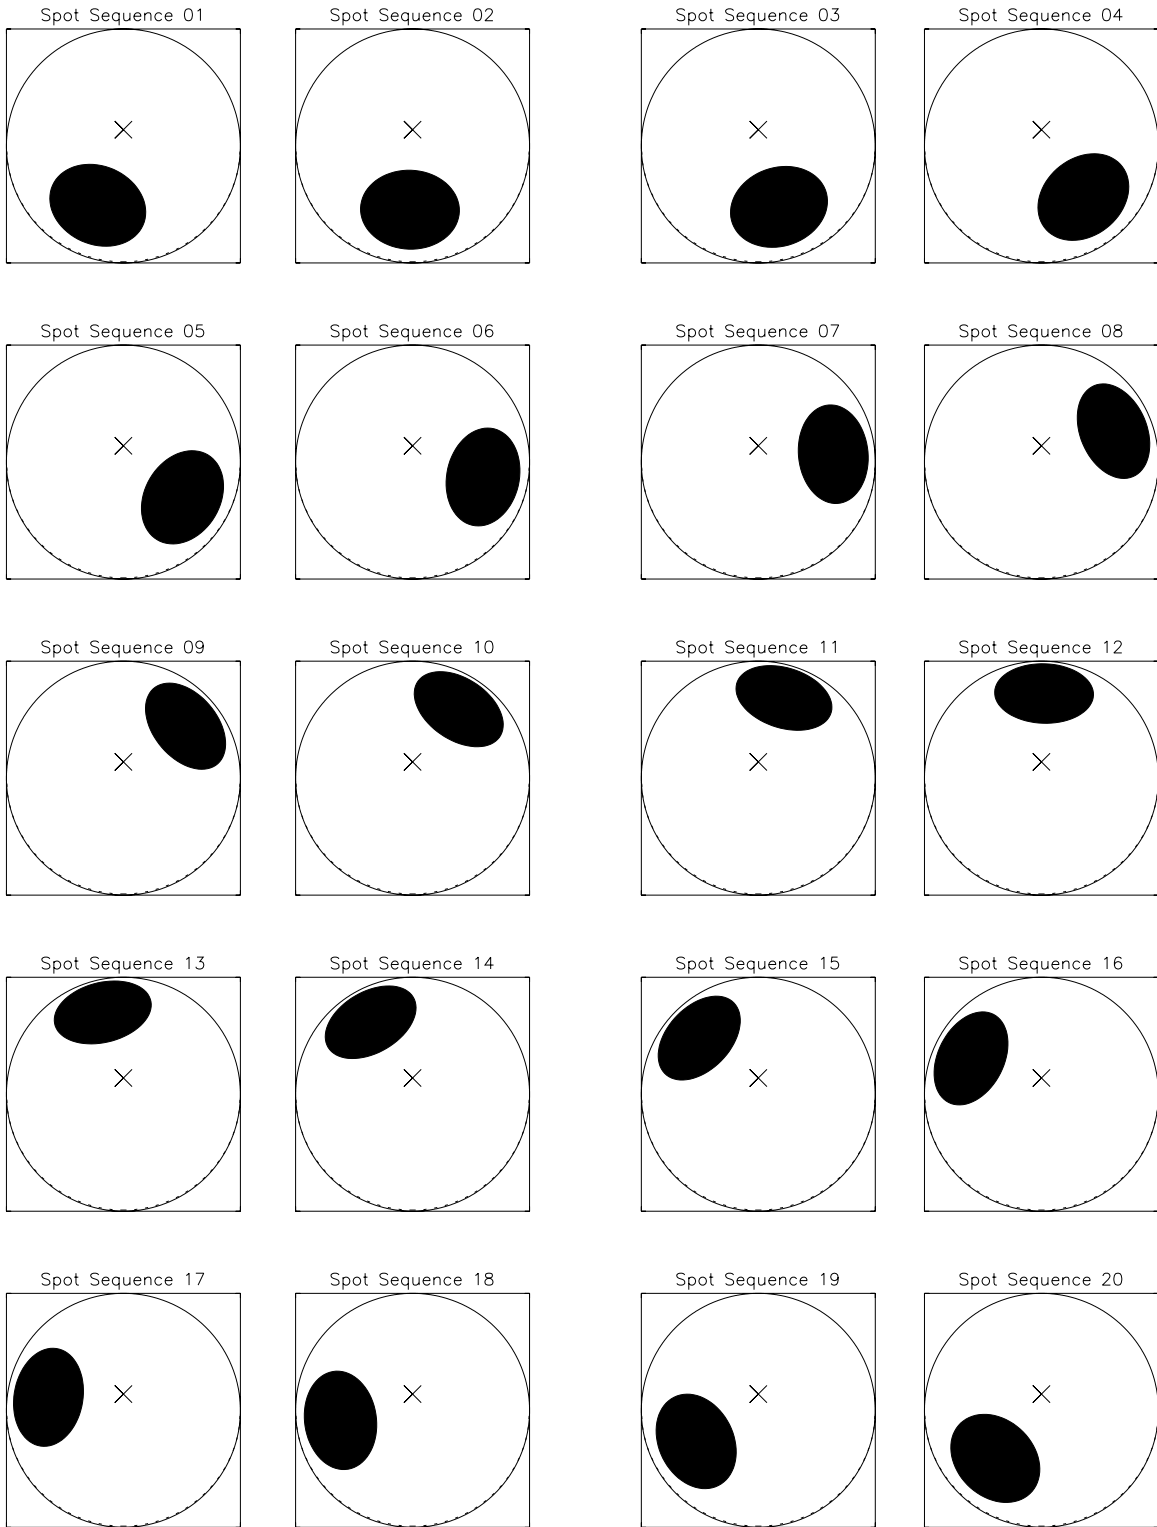 Spot Sequence 01
Spot Sequence 02
Spot Sequence 03
Spot Sequence 04
Spot Sequence 05
Spot Sequence 06
Spot Sequence 07
Spot Sequence 08
Spot Sequence 09
Spot Sequence 10
Spot Sequence 11
Spot Sequence 12
Spot Sequence 13
Spot Sequence 14
Spot Sequence 15
Spot Sequence 16
Spot Sequence 17
Spot Sequence 18
Spot Sequence 19
Spot Sequence 20